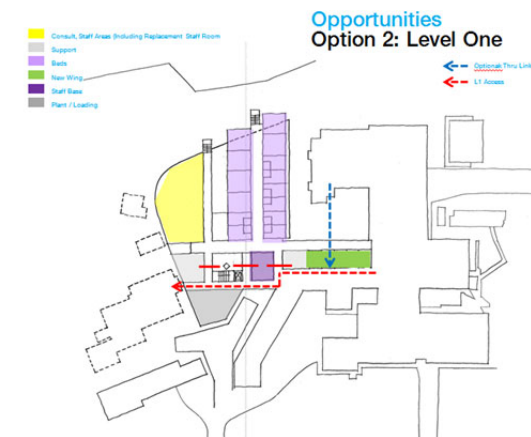 Opportunities
Option 2: Level One
Consult, Staff Areas (Including Replacement Staff Room
Support
Beds
New Wing
Staff Base
Plant / Loading
Optional: Thru Link
L1 Access